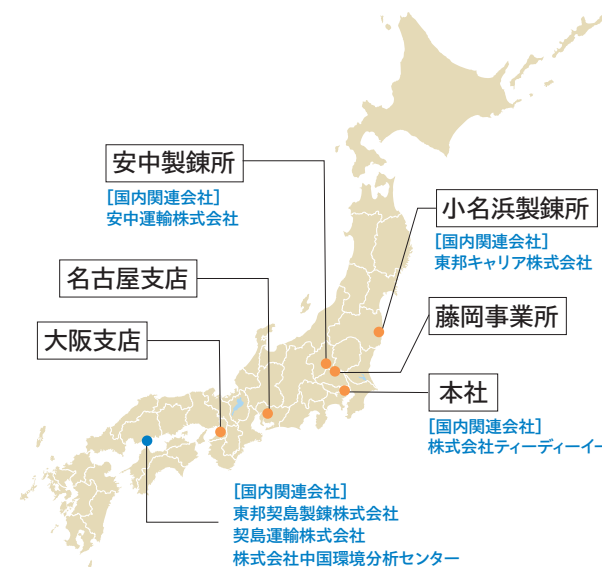 安中製錬所
[国内関連会社]
安中運輸株式会社
小名浜製錬所
[国内関連会社]
東邦キャリア株式会社
名古屋支店
藤岡事業所
大阪支店
本社
[国内関連会社]
株式会社ティーディーイー
[国内関連会社]
東邦契島製錬株式会社
契島運輸株式会社
株式会社中国環境分析センター